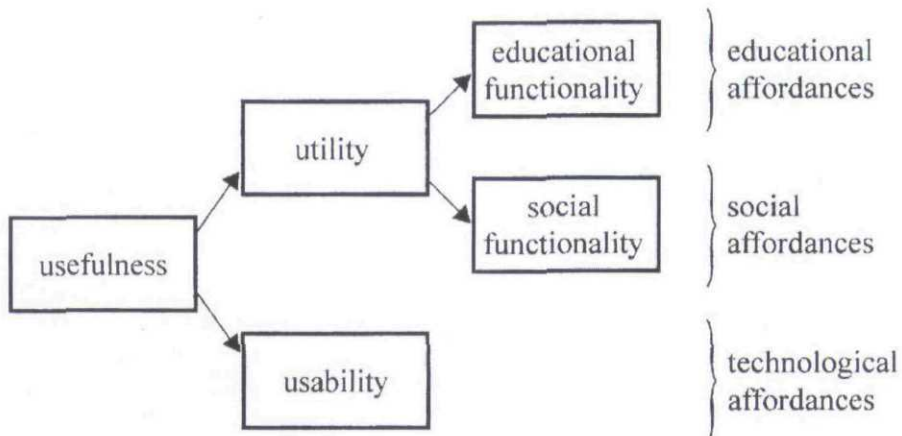 educational
functionality
educational
affordances
utility
social
functionality
social
affordances
usefulness
usability
technological
affordances